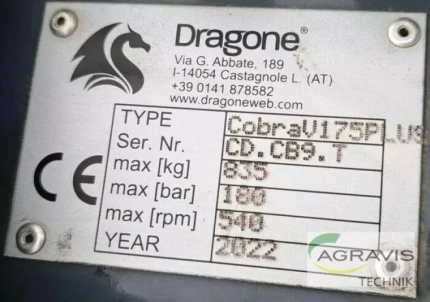 Dragone®
Via G. Abbate, 189
I-14054 Castagnole L. (AT)
+39 0141 878582
www.dragoneweb.com
TYPE CobraV175PLUS
Ser. Nr. CD.CB9.T
max [kg] 835
max [bar] 180
max [rpm] 540
YEAR 2022
CE
AGRAVIS
TECHNIK